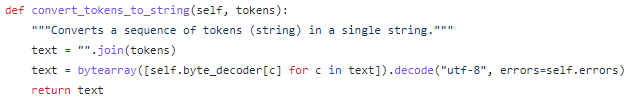 def convert_tokens_to_string(self, tokens):
    """Converts a sequence of tokens (string) in a single string."""
    text = "".join(tokens)
    text = bytearray([self.byte_decoder[c] for c in text]).decode("utf-8", errors=self.errors)
    return text